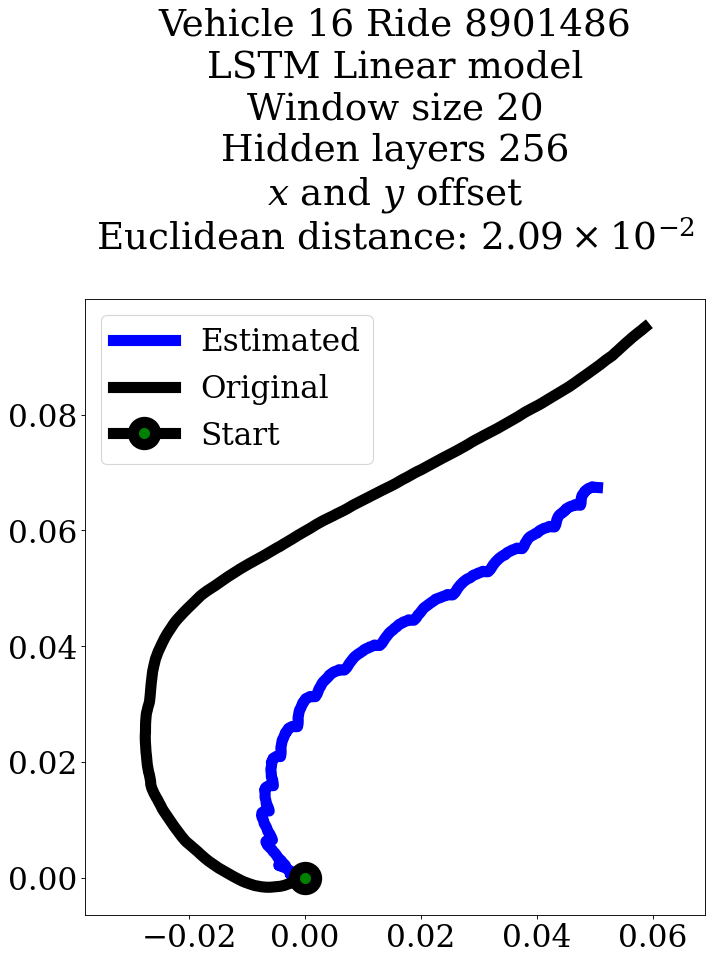 Vehicle 16 Ride 8901486
LSTM Linear model
Window size 20
Hidden layers 256
x and y offset
Euclidean distance: 2.09 × 10⁻²
Estimated
Original
Start
0.08
0.06
0.04
0.02
0.00
−0.02 0.00 0.02 0.04 0.06